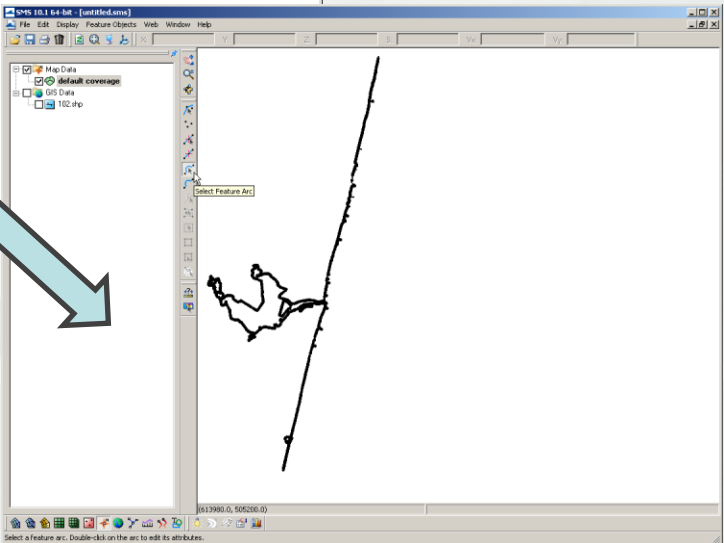 SMS 10.1 64-bit - [untitled.sms]
File Edit Display Feature Objects Web Window Help
X: Y: Z: S: Vx: Vy:
Map Data
default coverage
GIS Data
102.shp
Select Feature Arc
(613980.0, 505200.0)
Select a feature arc. Double-click on the arc to edit its attributes.